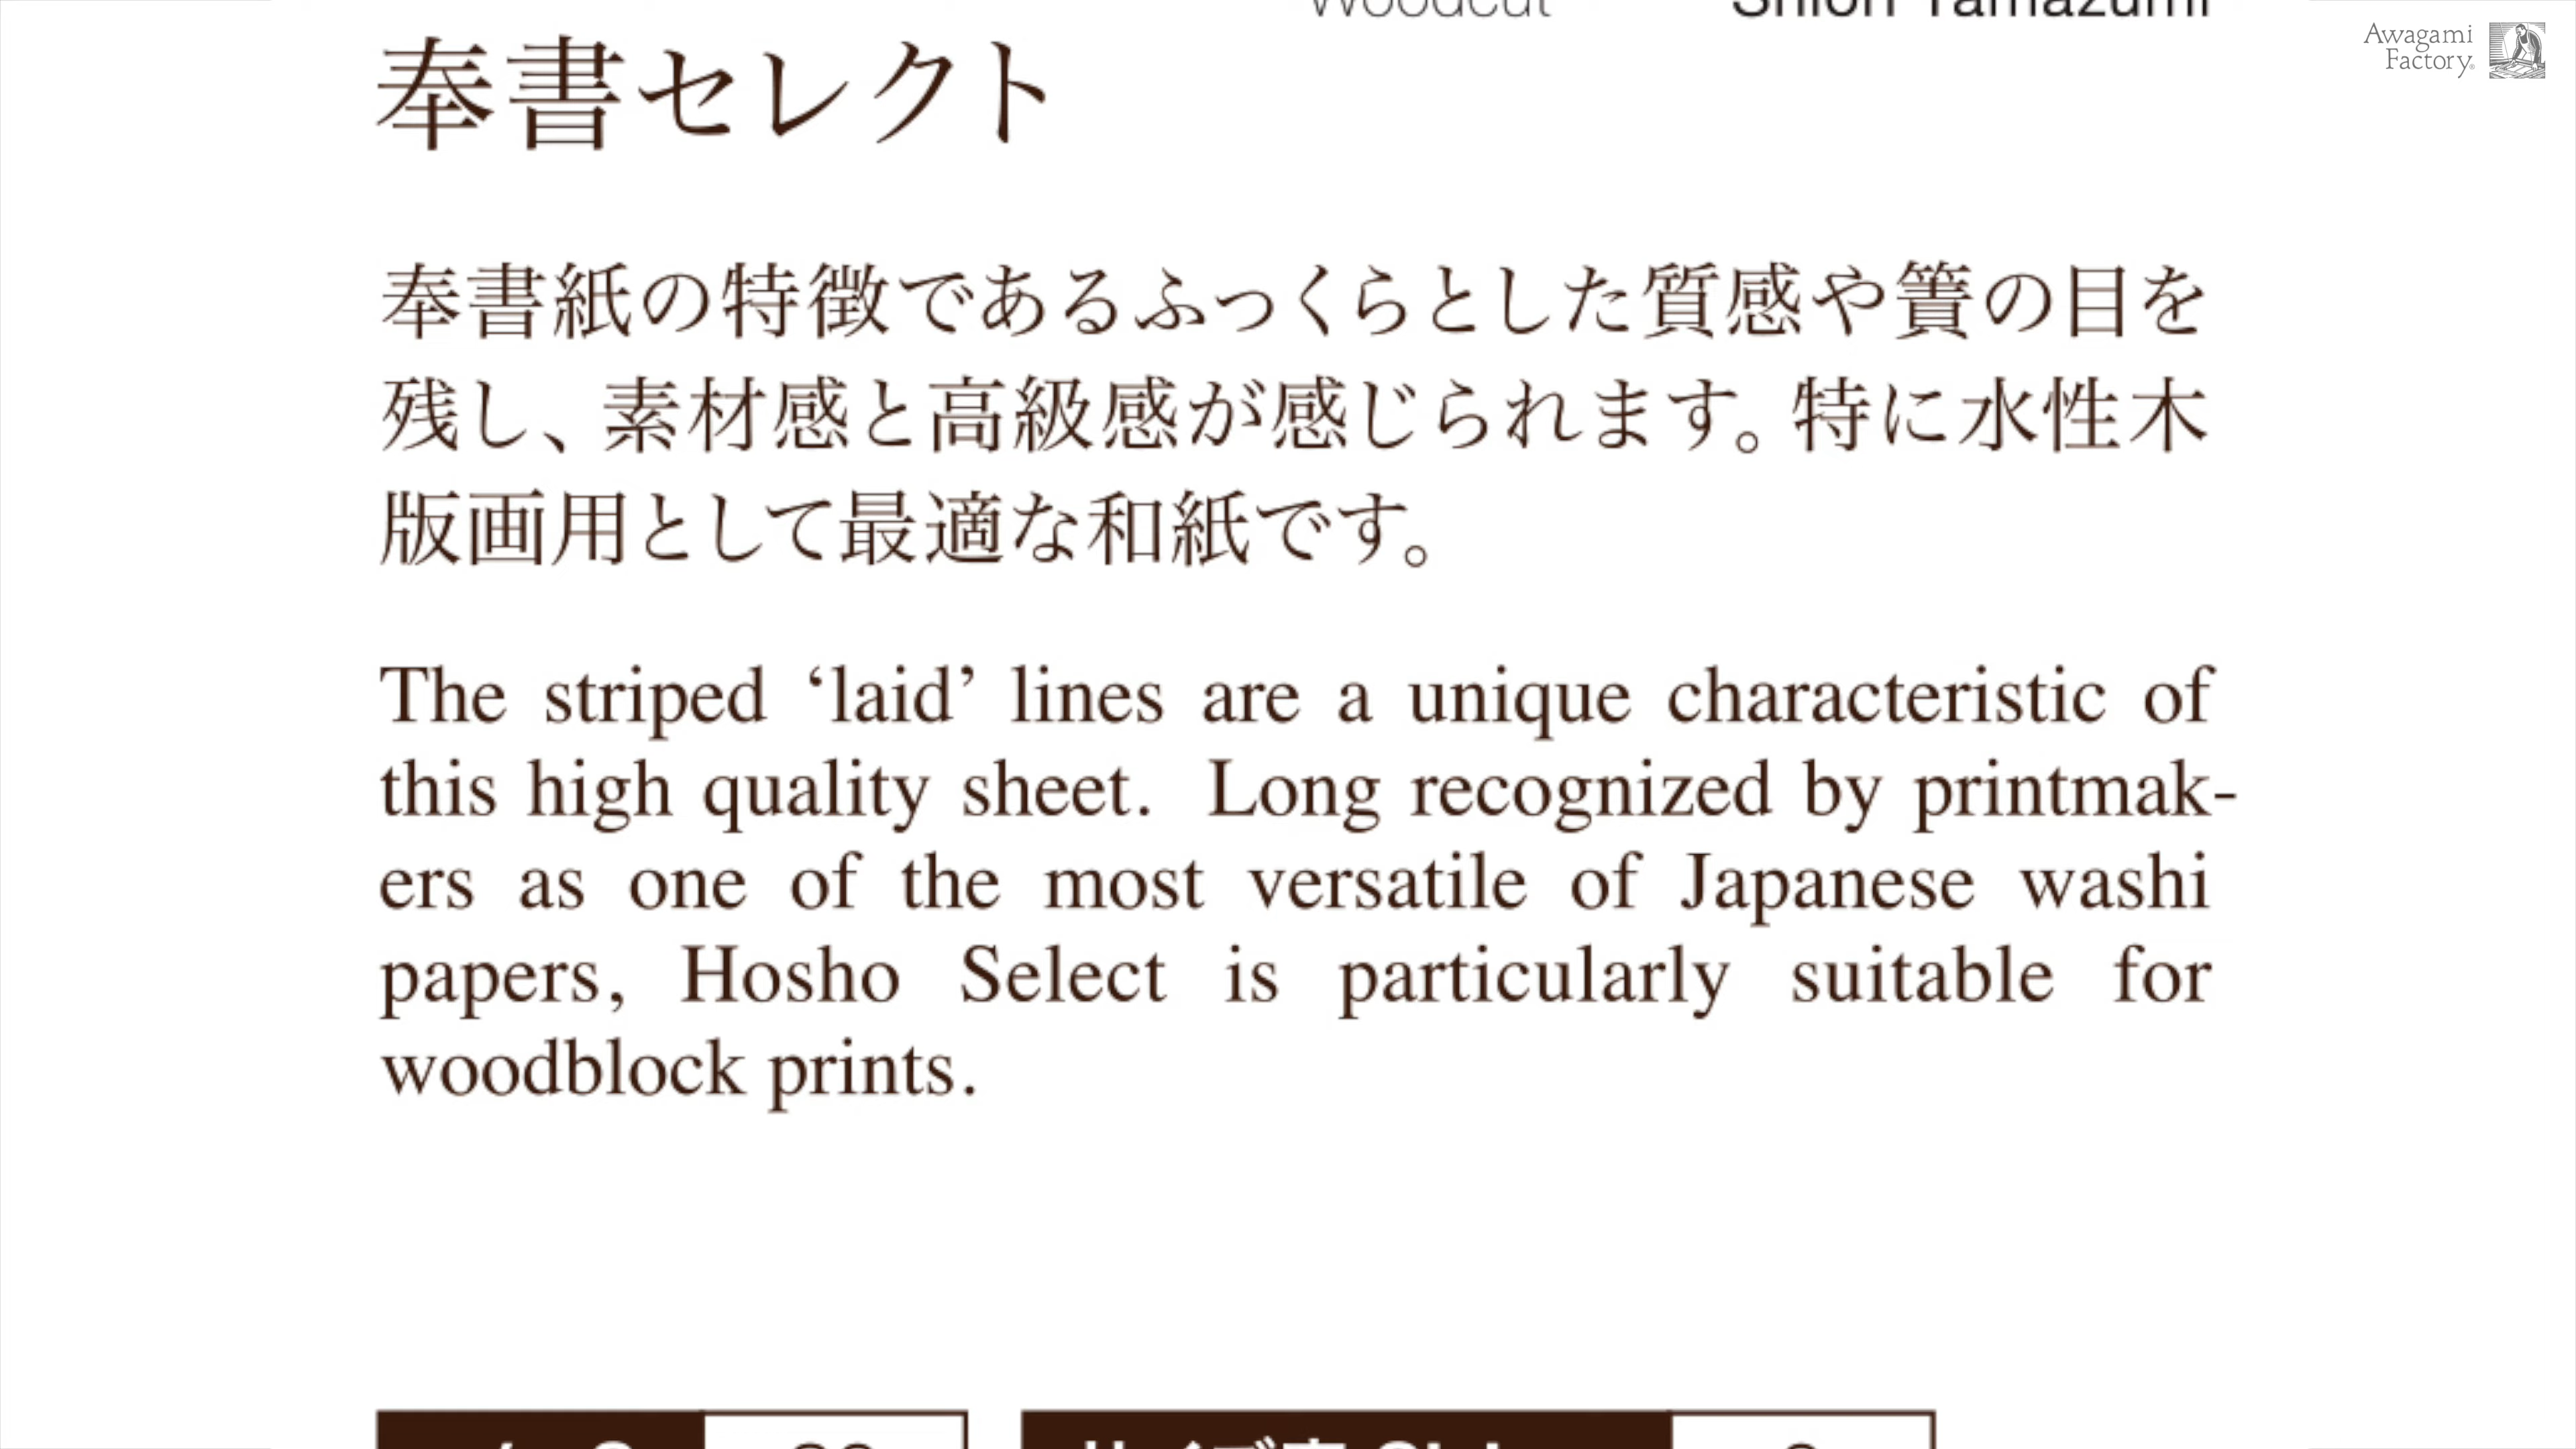 Woodcut Shiori Yamazumi
Awagami
Factory
奉書セレクト
奉書紙の特徴であるふっくらとした質感や簀の目を
残し、素材感と高級感が感じられます。特に水性木
版画用として最適な和紙です。
The striped ‘laid’ lines are a unique characteristic of
this high quality sheet. Long recognized by printmak-
ers as one of the most versatile of Japanese washi
papers, Hosho Select is particularly suitable for
woodblock prints.